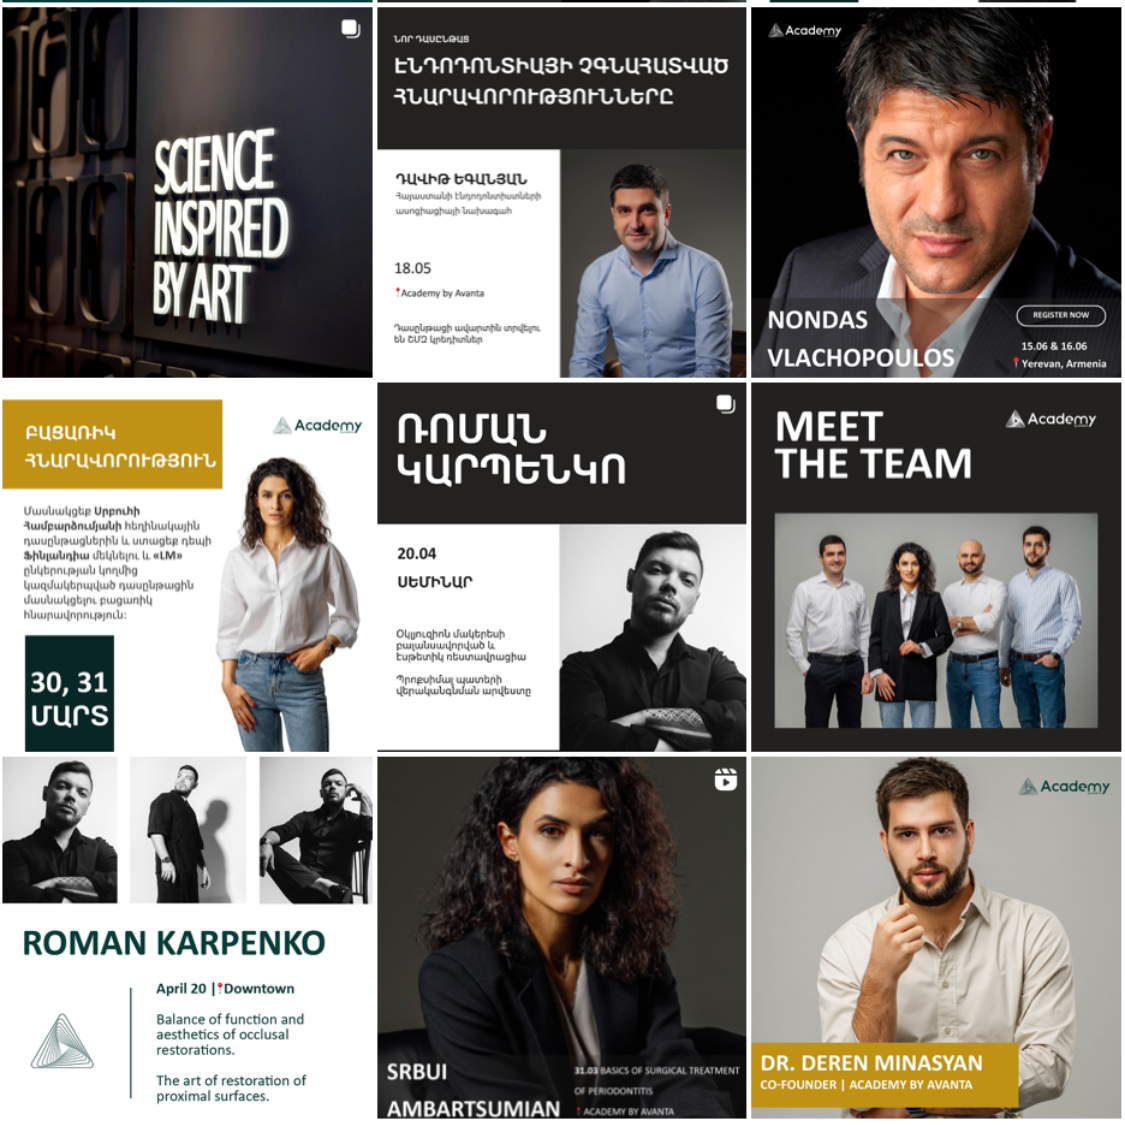 SCIENCE
INSPIRED
BY ART
ՆՈՐ ԴԱՍԸՆԹԱՑ
ԷՆԴՈԴՈՆՏԻԱՅԻ ՉԳՆԱՀԱՏՎԱԾ
ՀՆԱՐԱՎՈՐՈՒԹՅՈՒՆՆԵՐԸ
ԴԱՎԻԹ ԵԳԱՆՅԱՆ
Հայաստանի էնդոդոնտիստների
ասոցիացիայի նախագահ
18.05
Academy by Avanta
Դասընթացի ավարտին տրվելու
են ՇՄԶ կրեդիտներ
Academy
NONDAS
VLACHOPOULOS
REGISTER NOW
15.06 & 16.06
Yerevan, Armenia
ԲԱՑԱՌԻԿ
ՀՆԱՐԱՎՈՐՈՒԹՅՈՒՆ
Academy
Մասնակցեք Սրբուհի
Համբարձումյանի հեղինակային
դասընթացներին և ստացեք դեպի
Ֆինլանդիա մեկնելու և «LM»
ընկերության կողմից
կազմակերպված դասընթացին
մասնակցելու բացառիկ
հնարավորություն:
30, 31
ՄԱՐՏ
ՌՈՄԱՆ
ԿԱՐՊԵՆԿՈ
20.04
ՍԵՄԻՆԱՐ
Օկլյուզիոն մակերեսի
բալանսավորված և
էսթետիկ ռեստավրացիա
Պրոքսիմալ պատերի
վերականգնման արվեստը
MEET
THE TEAM
Academy
ROMAN KARPENKO
April 20 | Downtown
Balance of function and
aesthetics of occlusal
restorations.
The art of restoration of
proximal surfaces.
SRBUI
AMBARTSUMIAN
31.03 BASICS OF SURGICAL TREATMENT
OF PERIODONTITIS
ACADEMY BY AVANTA
Academy
DR. DEREN MINASYAN
CO-FOUNDER | ACADEMY BY AVANTA